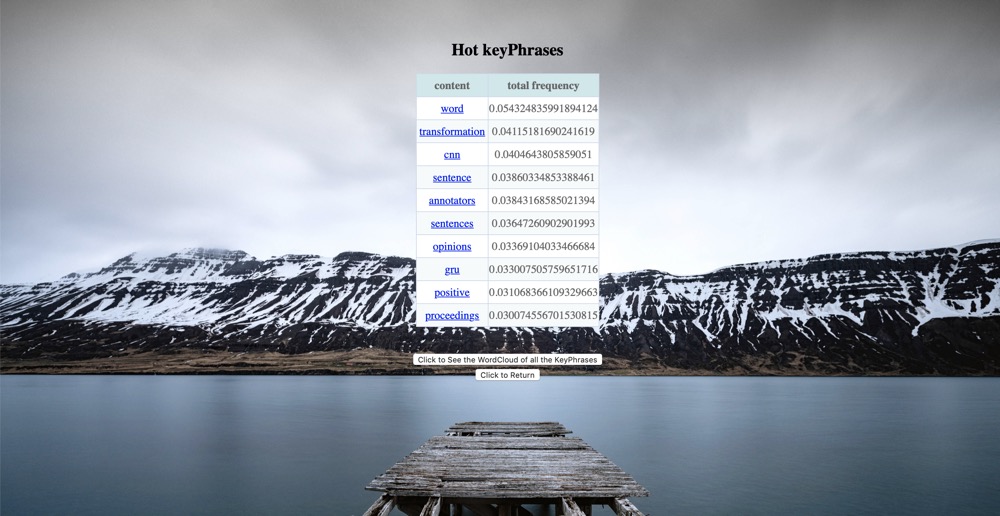 Hot keyPhrases
content total frequency
word 0.054324835991894124
transformation 0.04115181690241619
cnn 0.0404643805859051
sentence 0.03860334853388461
annotators 0.03843168585021394
sentences 0.03647260902901993
opinions 0.03369104033466684
gru 0.033007505759651716
positive 0.031068366109329663
proceedings 0.030074556701530815
Click to See the WordCloud of all the KeyPhrases
Click to Return